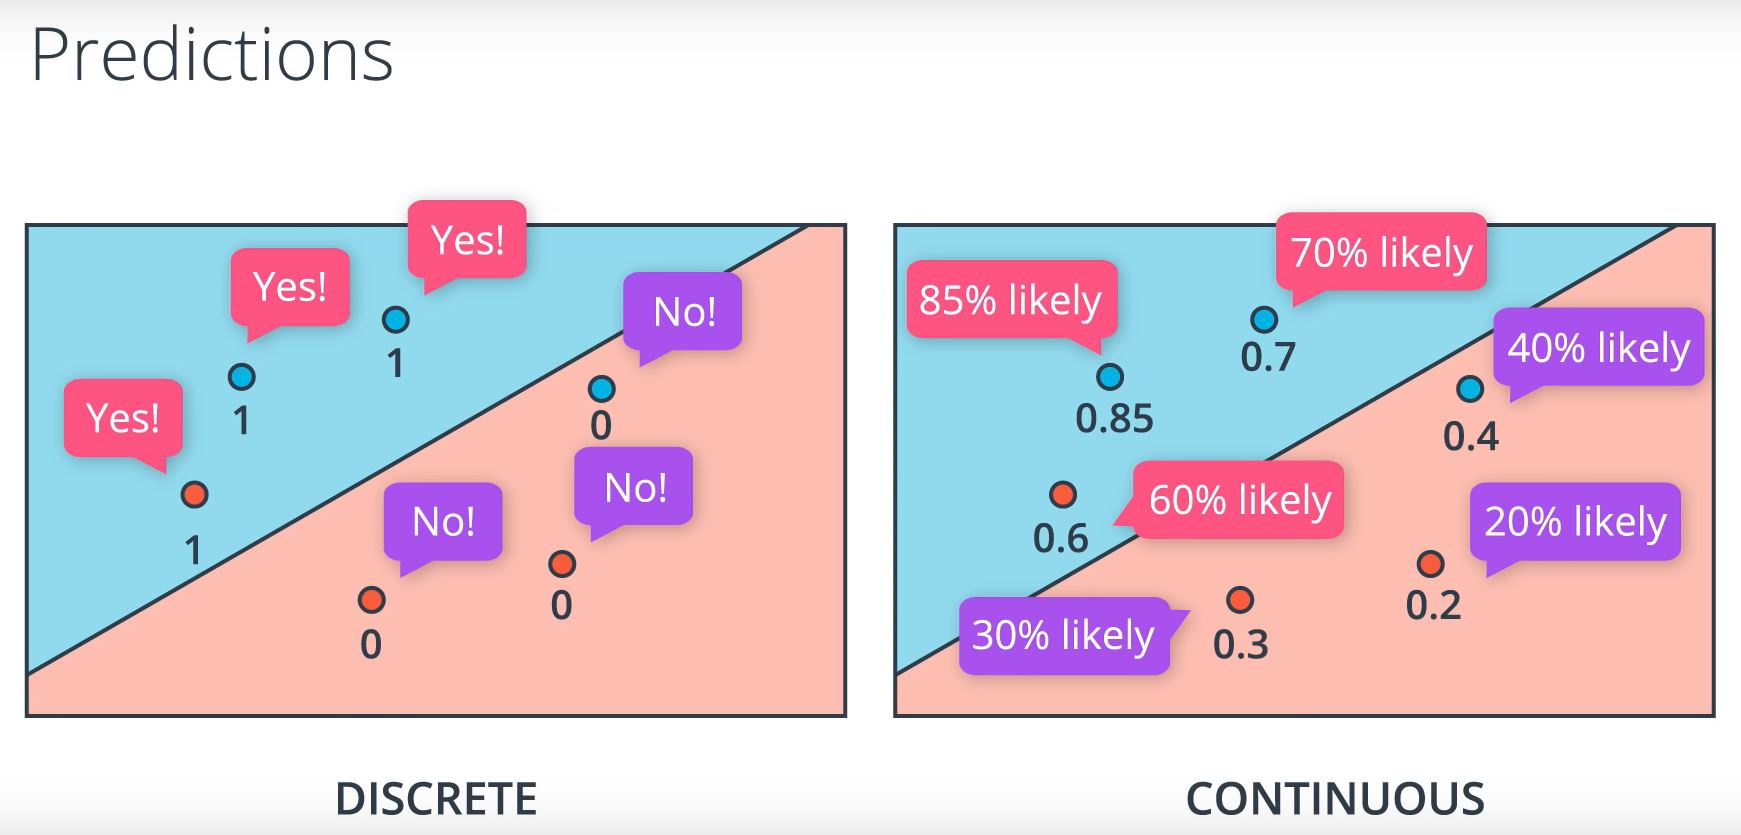 Predictions
Yes!
Yes!
1
Yes!
1
1
No!
0
No!
0
No!
0
DISCRETE
85% likely
0.85
70% likely
0.7
40% likely
0.4
60% likely
0.6
20% likely
0.2
30% likely
0.3
CONTINUOUS